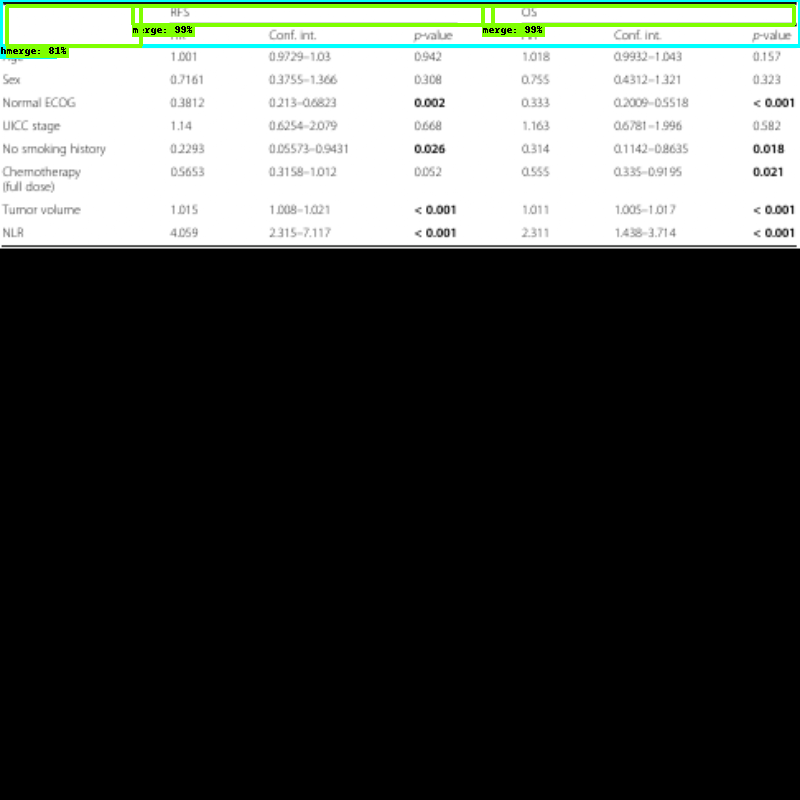 RFS OS
merge: 99% merge: 99%
Conf. int. p-value Conf. int. p-value
hmerge: 81%
1.001 0.9729–1.03 0.942 1.018 0.9932–1.043 0.157
Sex 0.7161 0.3755–1.366 0.308 0.755 0.4312–1.321 0.323
Normal ECOG 0.3812 0.213–0.6823 0.002 0.333 0.2009–0.5518 < 0.001
UICC stage 1.14 0.6254–2.079 0.668 1.163 0.6781–1.996 0.582
No smoking history 0.2293 0.05573–0.9431 0.026 0.314 0.1142–0.8635 0.018
Chemotherapy 0.5653 0.3158–1.012 0.052 0.555 0.335–0.9195 0.021
(full dose)
Tumor volume 1.015 1.008–1.021 < 0.001 1.011 1.005–1.017 < 0.001
NLR 4.059 2.315–7.117 < 0.001 2.311 1.438–3.714 < 0.001